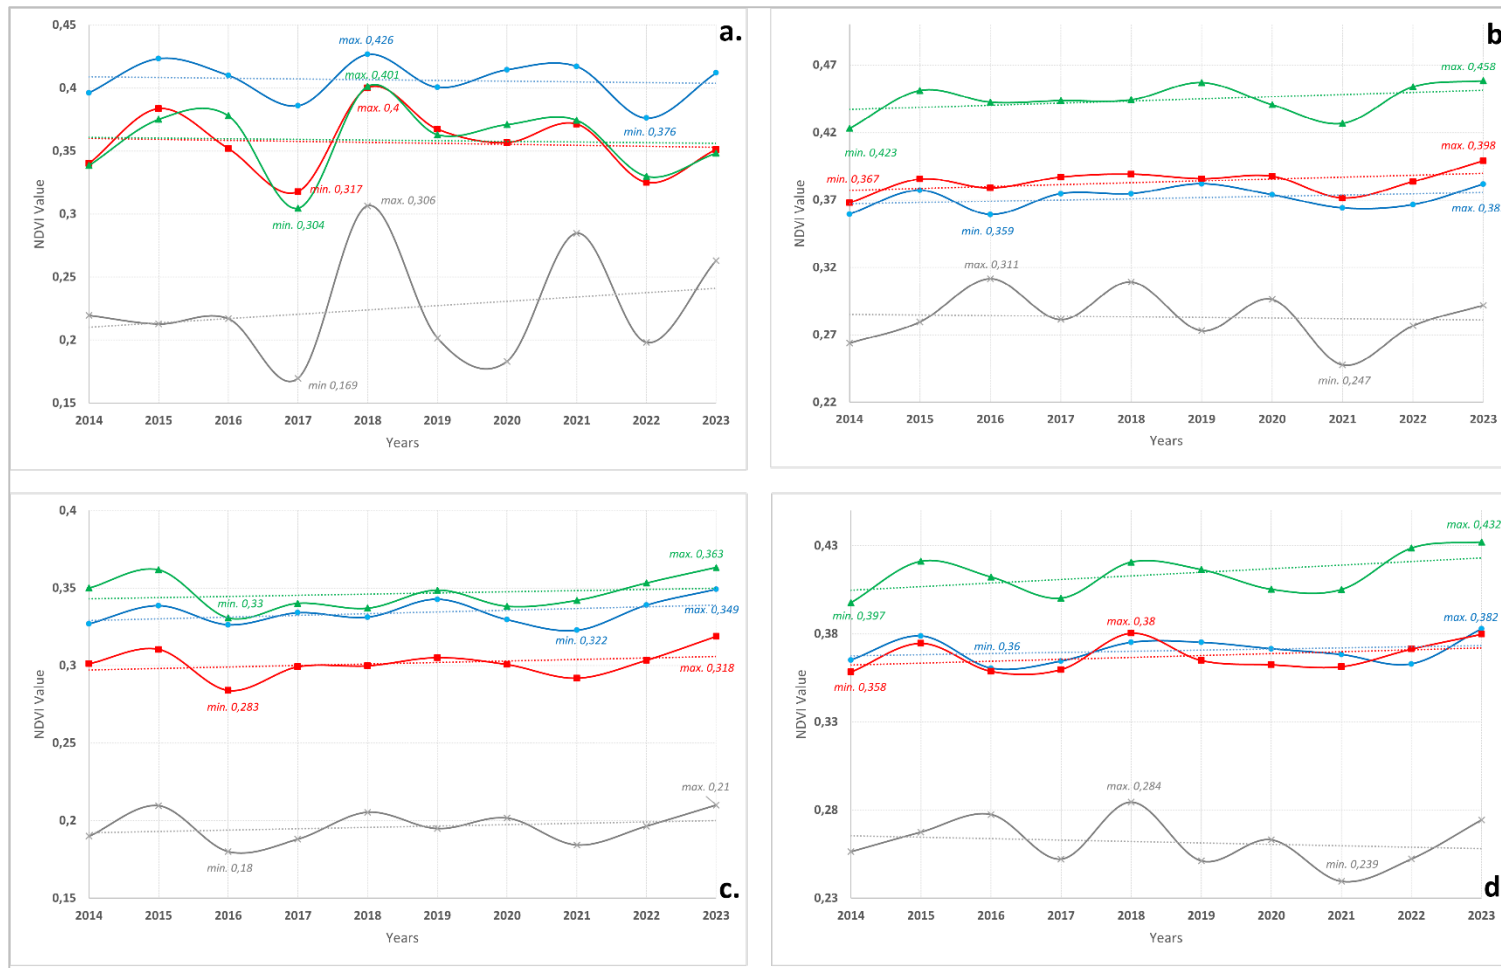 a.
NDVI Value
0,45
0,4
0,35
0,3
0,25
0,2
0,15
max. 0,426
max. 0,401
max. 0,4
min. 0,376
min. 0,317
min. 0,304
max. 0,306
min 0,169
2014 2015 2016 2017 2018 2019 2020 2021 2022 2023
Years
b.
NDVI Value
0,47
0,42
0,37
0,32
0,27
0,22
max. 0,458
min. 0,423
max. 0,398
min. 0,367
min. 0,359
max. 0,38
max. 0,311
min. 0,247
2014 2015 2016 2017 2018 2019 2020 2021 2022 2023
Years
c.
NDVI Value
0,4
0,35
0,3
0,25
0,2
0,15
max. 0,363
min. 0,33
max. 0,349
min. 0,322
max. 0,318
min. 0,283
max. 0,21
min. 0,18
2014 2015 2016 2017 2018 2019 2020 2021 2022 2023
Years
d.
NDVI Value
0,43
0,38
0,33
0,28
0,23
max. 0,432
min. 0,397
max. 0,38
max. 0,382
min. 0,36
min. 0,358
max. 0,284
min. 0,239
2014 2015 2016 2017 2018 2019 2020 2021 2022 2023
Years